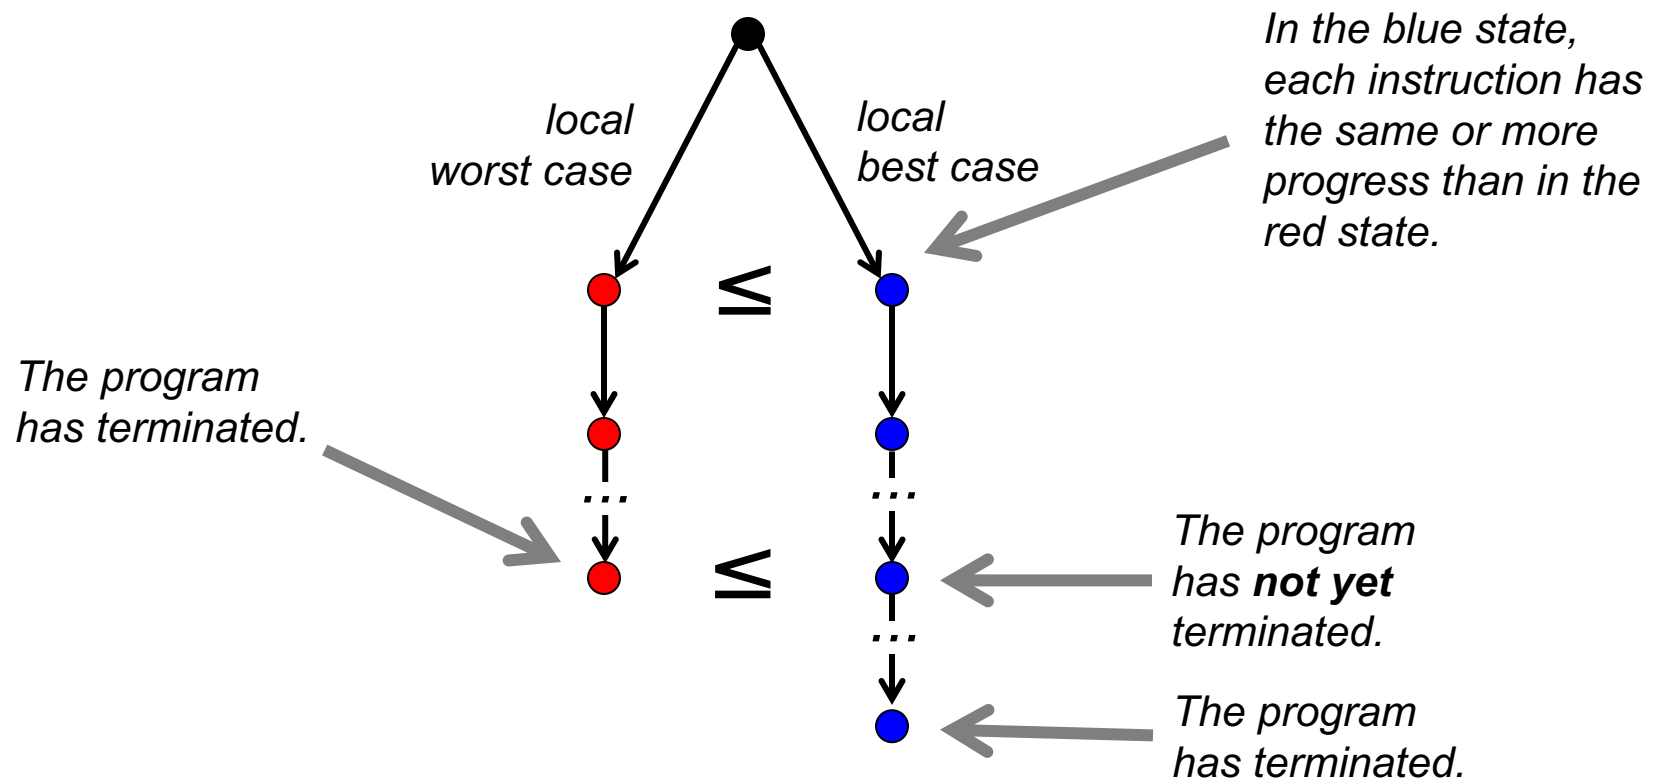 In the blue state,
each instruction has
the same or more
progress than in the
red state.
local
worst case
local
best case
≤
The program
has terminated.
...
...
≤
The program
has not yet
terminated.
...
The program
has terminated.